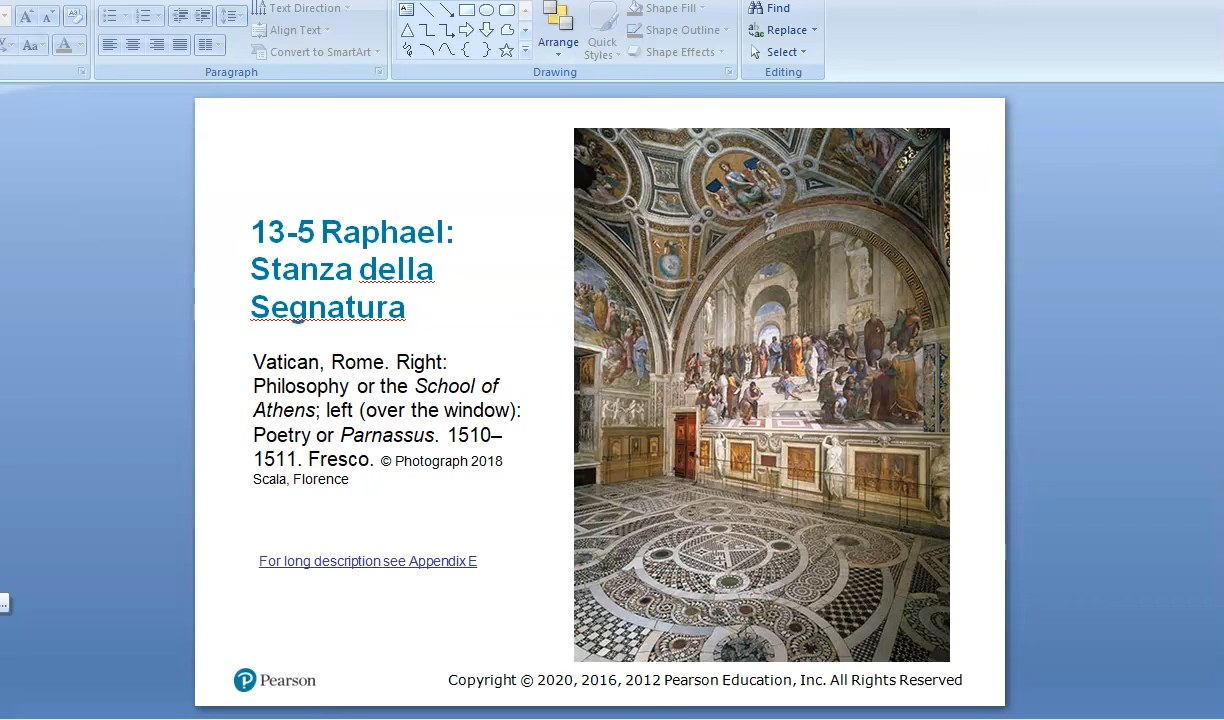 Text Direction
Find
Shape Fill
Align Text
Shape Outline
Replace
Aa
A
Arrange
Quick
Styles
Convert to SmartArt
Shape Effects
Select
Paragraph
Drawing
Editing
13-5 Raphael:
Stanza della
Segnatura
Vatican, Rome. Right:
Philosophy or the School of
Athens; left (over the window):
Poetry or Parnassus. 1510–
1511. Fresco. © Photograph 2018
Scala, Florence
For long description see Appendix E
P Pearson
Copyright © 2020, 2016, 2012 Pearson Education, Inc. All Rights Reserved